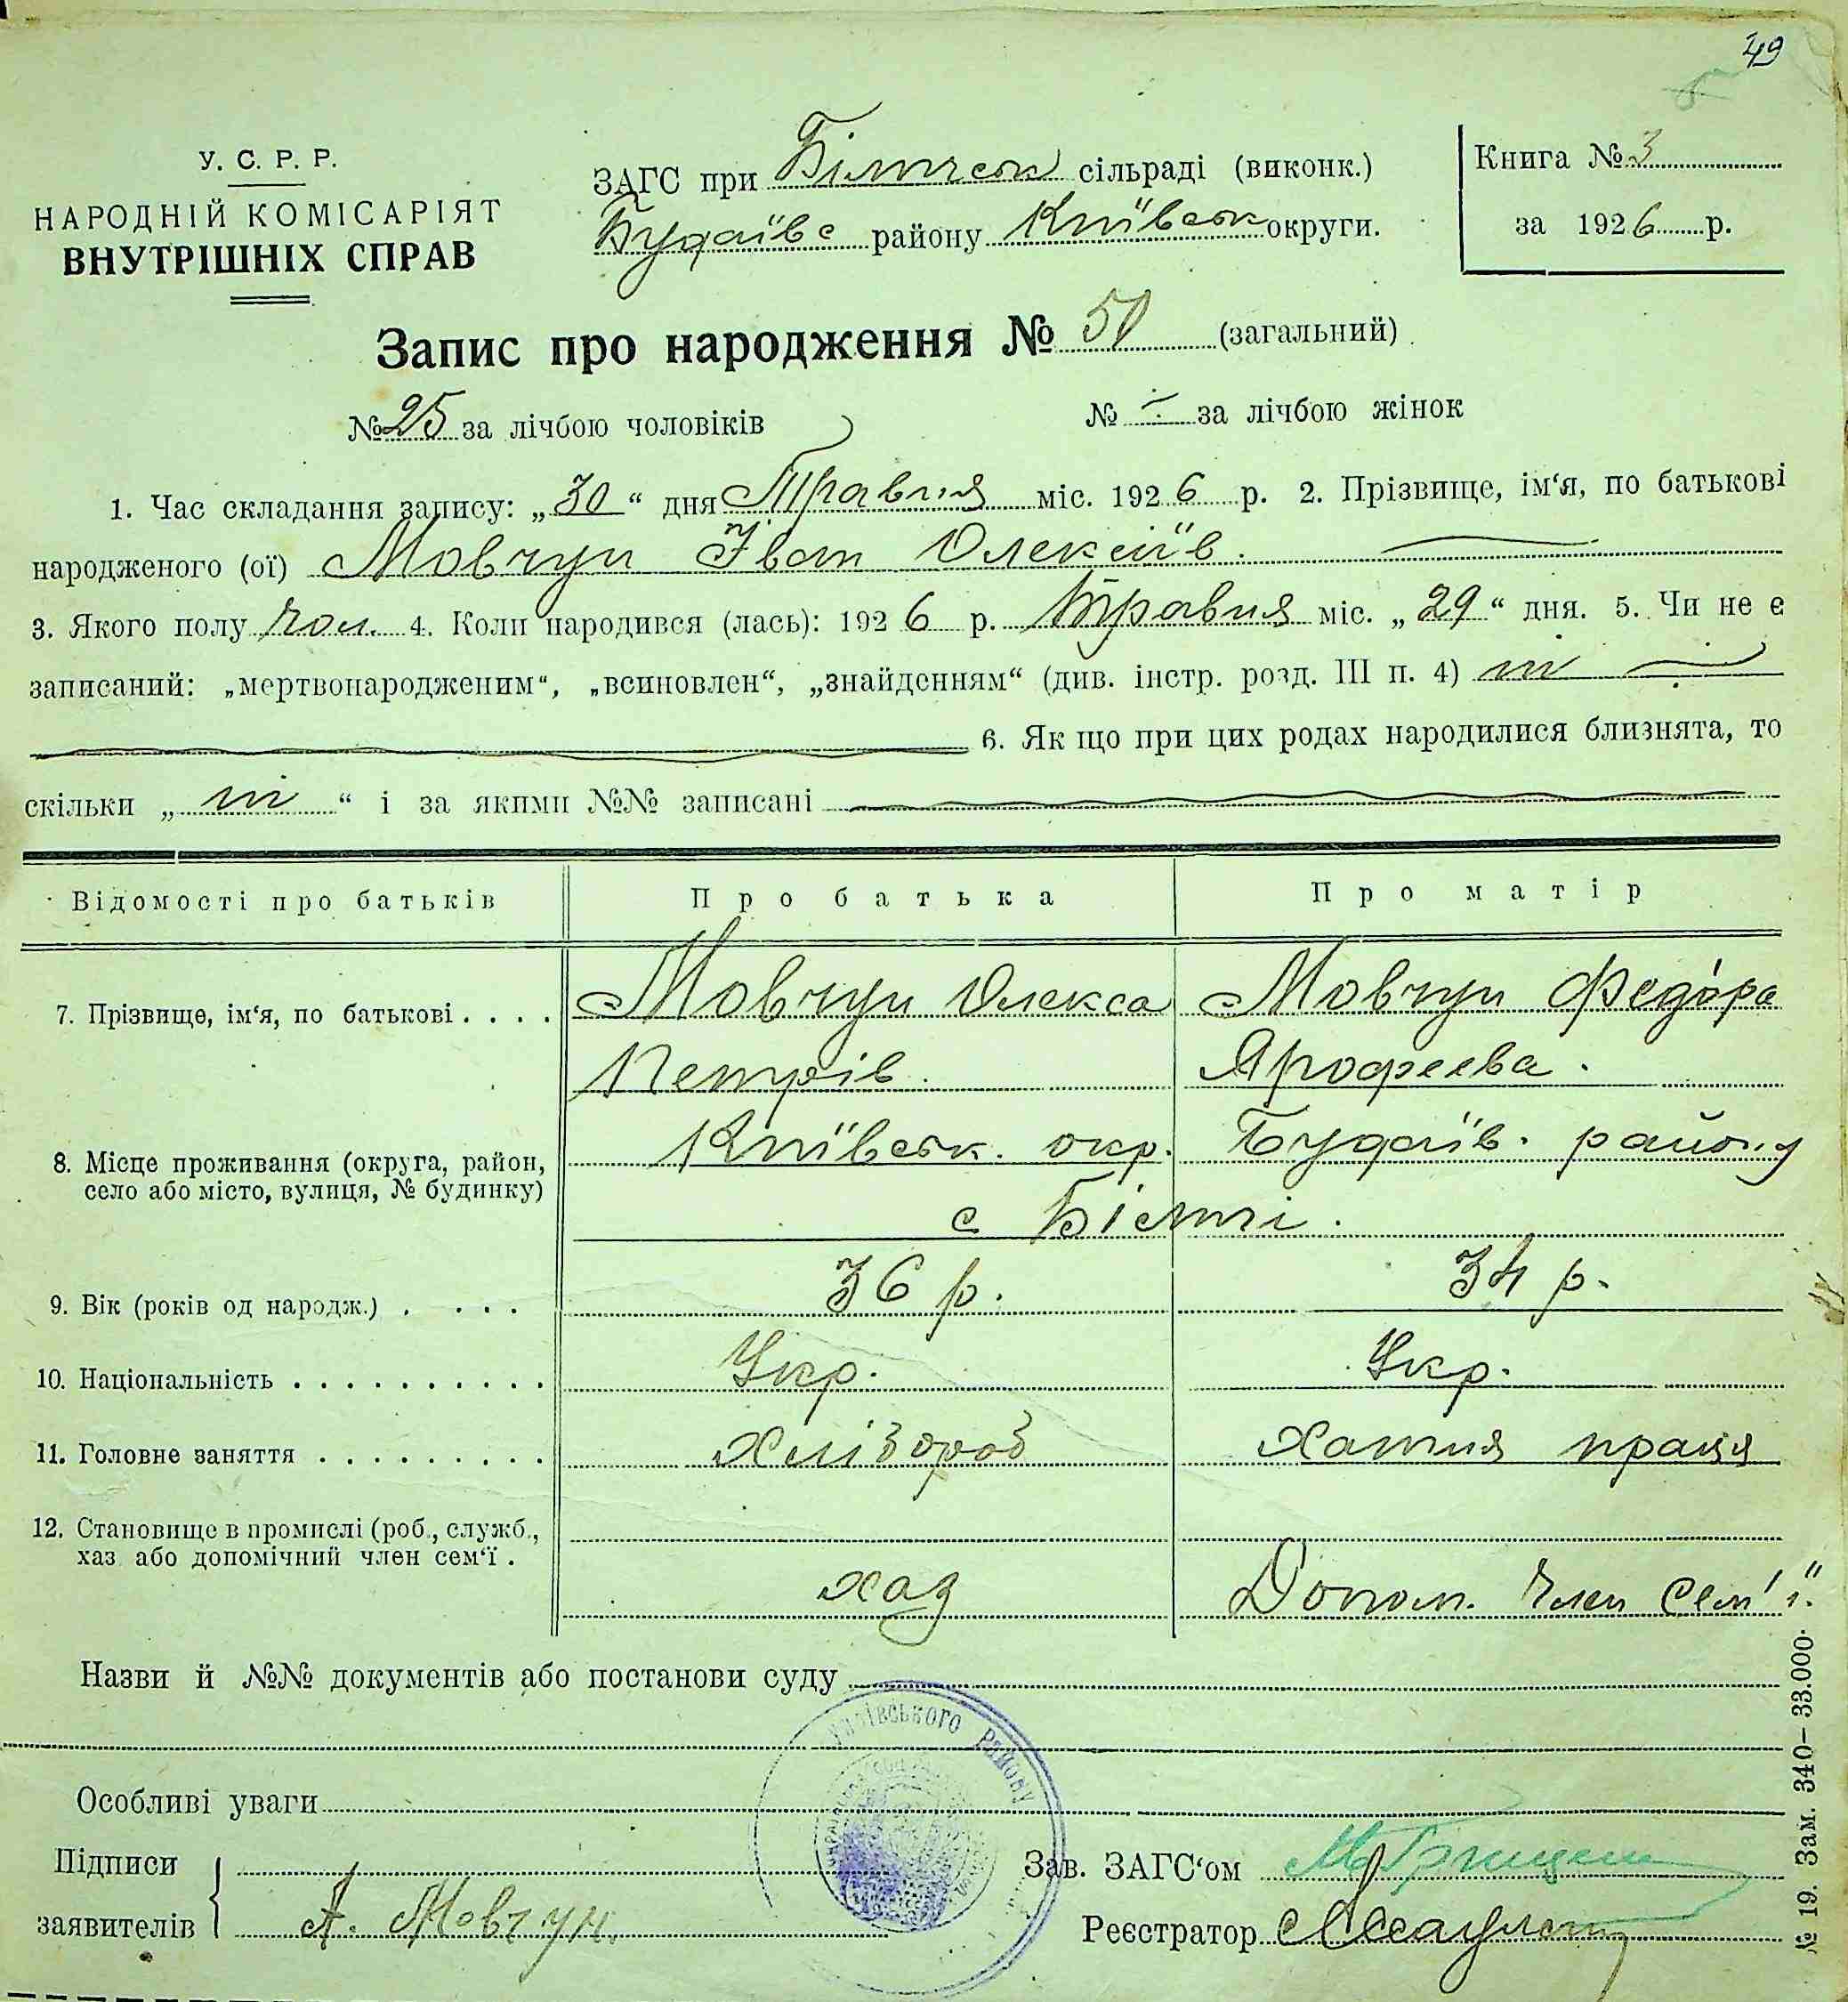 49
У. С. Р. Р.
НАРОДНІЙ КОМІСАРІЯТ
ВНУТРІШНІХ СПРАВ
ЗАГС при Більчськ сільраді (виконк.)
Будаївс району Київськ округи.
Книга № 3
за 1926 р.
Запис про народження № 50 (загальний)
№ 25 за лічбою чоловіків
№ ÷ за лічбою жінок
1. Час складання запису: „30“ дня Травня міс. 1926 р. 2. Прізвище, ім‘я, по батькові
народженого (ої) Мовчун Іван Олексіїв.
3. Якого полу чол. 4. Коли народився (лась): 1926 р. Травня міс. „29“ дня. 5. Чи не є
записаний: „мертвонародженим“, „всиновлен“, „знайденням“ (див. інстр. розд. III п. 4) ні
6. Як що при цих родах народилися близнята, то
скільки „ні“ і за якими №№ записані
Відомості про батьків
Про батька
Про матір
7. Прізвище, ім‘я, по батькові . . . .
Мовчун Олекса
Петрів.
Мовчун Федора
Ярофеева.
8. Місце проживання (округа, район,
село або місто, вулиця, № будинку)
Київськ. окр. Будаїв. району
с
9. Вік (років од народж.) . . . .
36 р.
34 р.
10. Національність . . . . . . . . . .
Укр.
Укр.
11. Головне заняття . . . . . . . . .
Хлібороб
Хатня праця
12. Становище в промислі (роб., служб.,
хаз або допомічний член сем‘ї .
хаз
Допом. член сем'ї.
Назви й №№ документів або постанови суду
Будаївського району
Особливі уваги
Підписи
заявителів
А. Мовчун.
Зав. ЗАГС‘ом
Реєстратор
№ 19. Зам. 340—33.000.